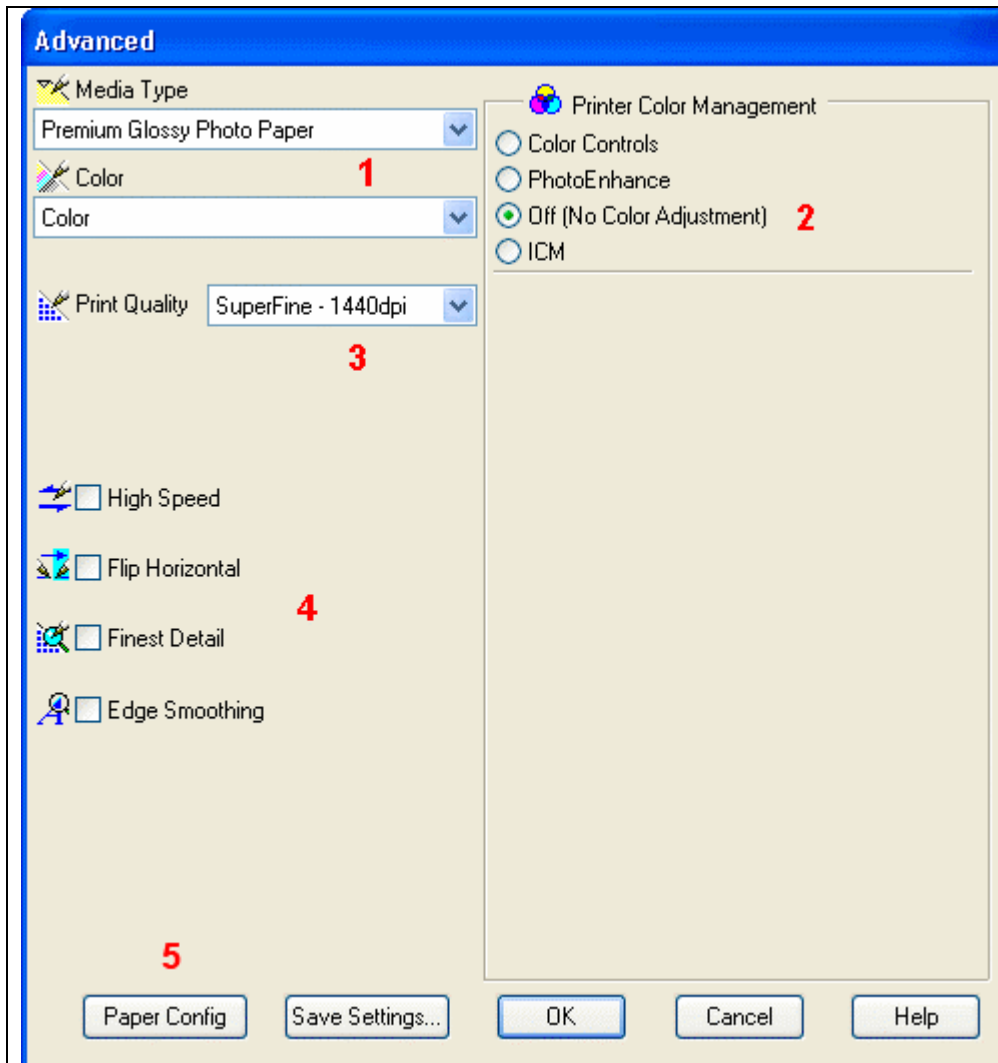 Advanced
Media Type
Premium Glossy Photo Paper
1
Color
Color
Print Quality
SuperFine - 1440dpi
3
High Speed
Flip Horizontal
4
Finest Detail
Edge Smoothing
Printer Color Management
Color Controls
PhotoEnhance
Off (No Color Adjustment)
2
ICM
5
Paper Config
Save Settings...
OK
Cancel
Help